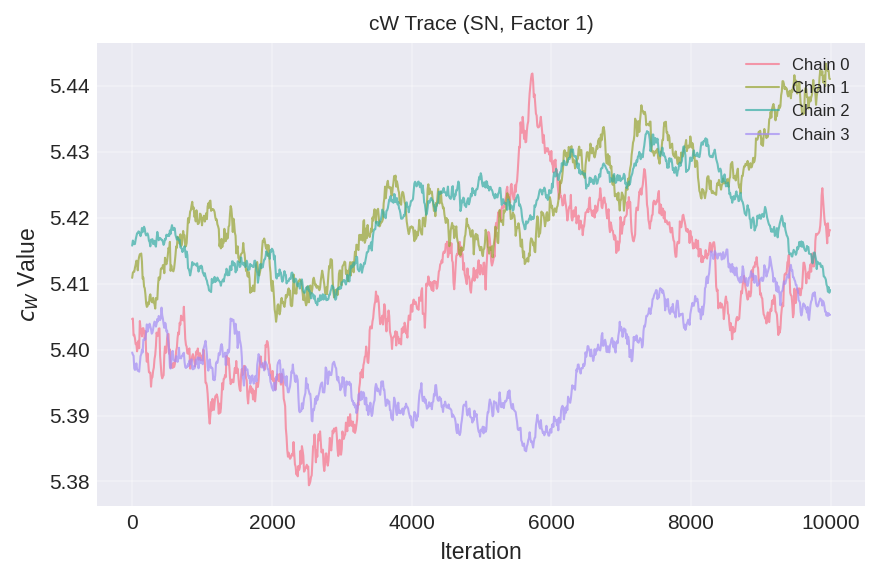 cW Trace (SN, Factor 1)
Chain 0
Chain 1
Chain 2
Chain 3
5.44
5.43
5.42
5.41
5.40
5.39
5.38
c_W Value
0 2000 4000 6000 8000 10000
Iteration